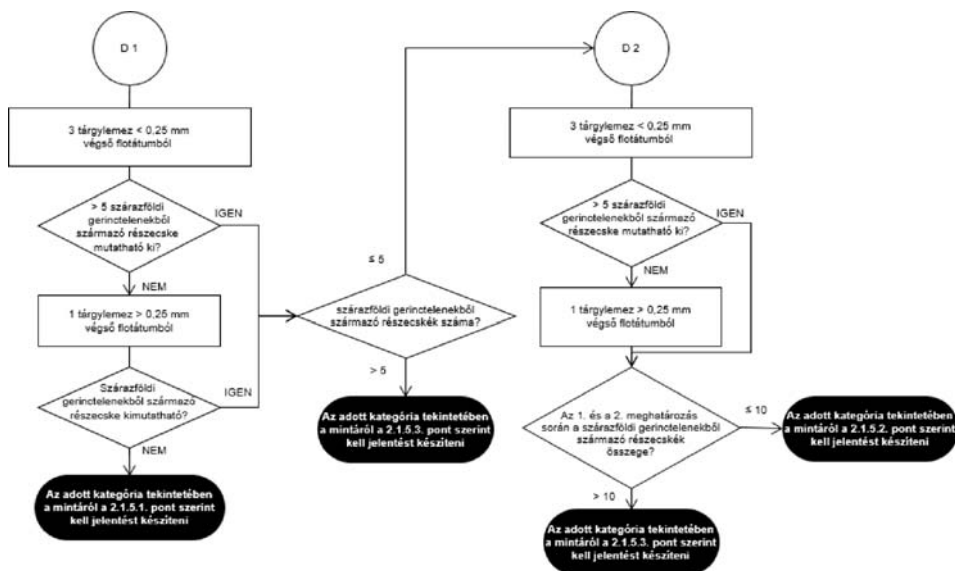 D 1
3 tárgylemez < 0,25 mm
végső flotátumból
> 5 szárazföldi
gerinctelenekből
származó
részecske
mutatható ki?
IGEN
NEM
1 tárgylemez > 0,25 mm
végső flotátumból
Szárazföldi
gerinctelenekből származó
részecske kimutatható?
IGEN
NEM
Az adott kategória tekintetében
a mintáról a 2.1.5.1. pont szerint
kell jelentést készíteni
≤ 5
szárazföldi gerinctelenekből
származó részecskék száma?
> 5
Az adott kategória tekintetében
a mintáról a 2.1.5.3. pont szerint
kell jelentést készíteni
D 2
3 tárgylemez < 0,25 mm
végső flotátumból
> 5 szárazföldi
gerinctelenekből származó
részecske mutatható ki?
IGEN
NEM
1 tárgylemez > 0,25 mm
végső flotátumból
Az 1. és a 2. meghatározás
során a szárazföldi gerinctelenekből
származó részecskék
összege?
≤ 10
Az adott kategória tekintetében
a mintáról a 2.1.5.2. pont szerint
kell jelentést készíteni
> 10
Az adott kategória tekintetében
a mintáról a 2.1.5.3. pont szerint
kell jelentést készíteni